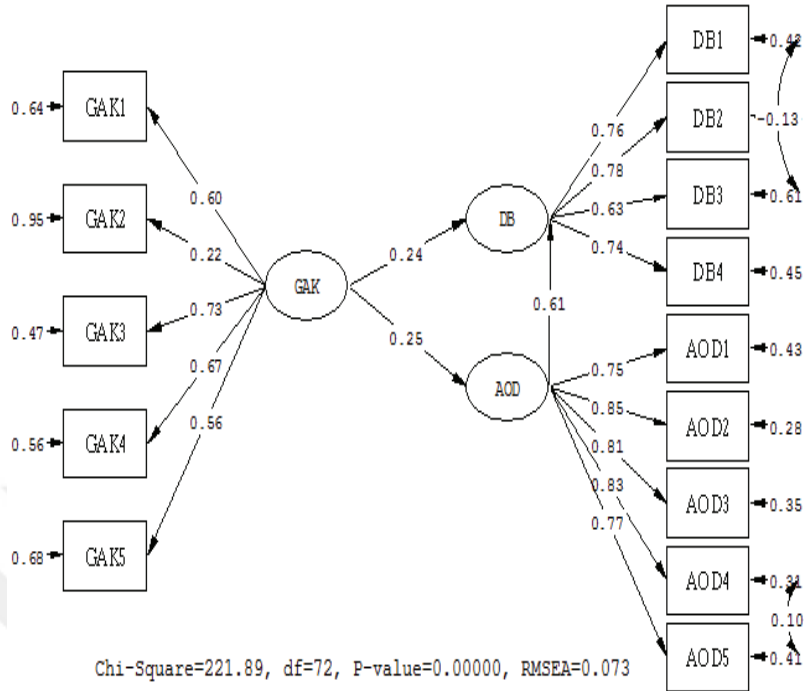 0.64
GAK1
0.95
GAK2
0.47
GAK3
0.56
GAK4
0.68
GAK5
0.60
0.22
0.73
0.67
0.56
GAK
0.24
0.25
DB
0.61
AOD
0.76
0.78
0.63
0.74
0.75
0.85
0.81
0.83
0.77
DB1
0.42
DB2
-0.13
DB3
0.61
DB4
0.45
AOD1
0.43
AOD2
0.28
AOD3
0.35
AOD4
0.31
0.10
AOD5
0.41
Chi-Square=221.89, df=72, P-value=0.00000, RMSEA=0.073